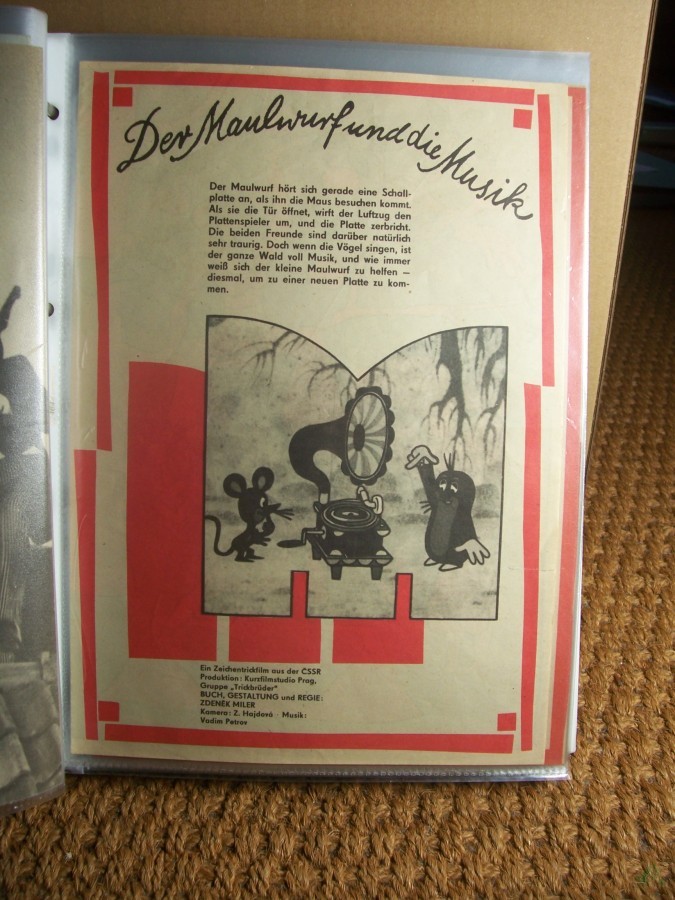 Der Maulwurf und die Musik
Der Maulwurf hört sich gerade eine Schall-
platte an, als ihn die Maus besuchen kommt.
Als sie die Tür öffnet, wirft der Luftzug den
Plattenspieler um, und die Platte zerbricht.
Die beiden Freunde sind darüber natürlich
sehr traurig. Doch wenn die Vögel singen, ist
der ganze Wald voll Musik, und wie immer
weiß sich der kleine Maulwurf zu helfen —
diesmal, um zu einer neuen Platte zu kom-
men.
Ein Zeichentrickfilm aus der ČSSR
Produktion: Kurzfilmstudio Prag,
Gruppe „Trickbrüder"
BUCH, GESTALTUNG und REGIE:
ZDENĚK MILER
Kamera: Z. Hajdová · Musik:
Vadim Petrov